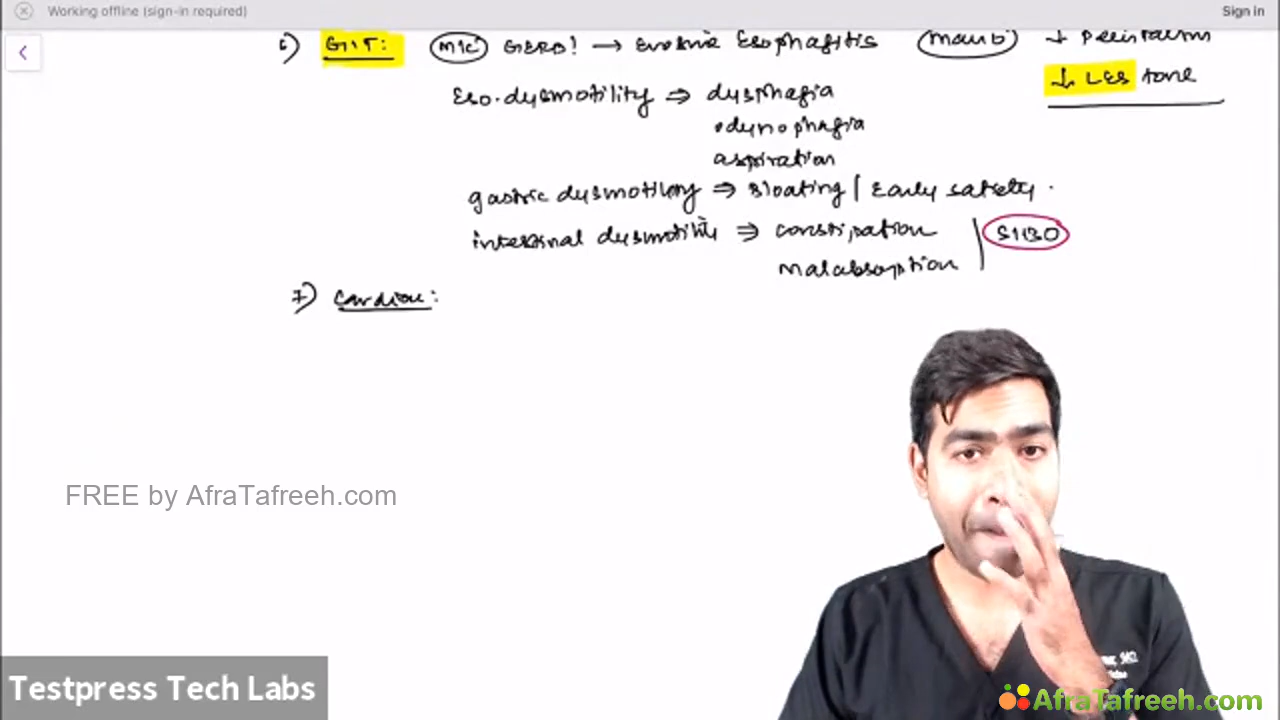 Working offline (sign-in required) Sign in
6) GIT: M/C GERD! → Erosive Esophagitis ↓ Peristalsis
↓ LES tone
Eso. dysmotility ⇒ dysphagia
odynophagia
aspiration
gastric dysmotility ⇒ Bloating / Early satiety.
intestinal dysmotility ⇒ constipation SIBO
malabsorption
7) Cardiac:
FREE by AfraTafreeh.com
Testpress Tech Labs
AfraTafreeh.com